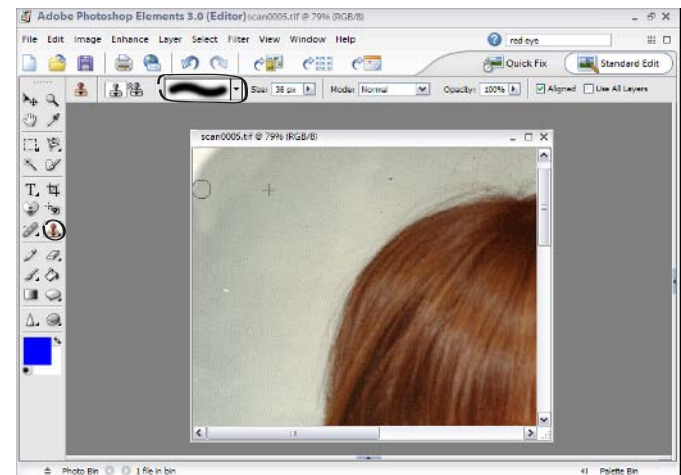 Adobe Photoshop Elements 3.0 (Editor) scan0005.tif @ 79% (RGB/8)
File Edit Image Enhance Layer Select Filter View Window Help
red eye
Quick Fix
Standard Edit
Size: 38 px
Mode: Normal
Opacity: 100%
Aligned
Use All Layers
scan0005.tif @ 79% (RGB/8)
T
Photo Bin
1 file in bin
Palette Bin